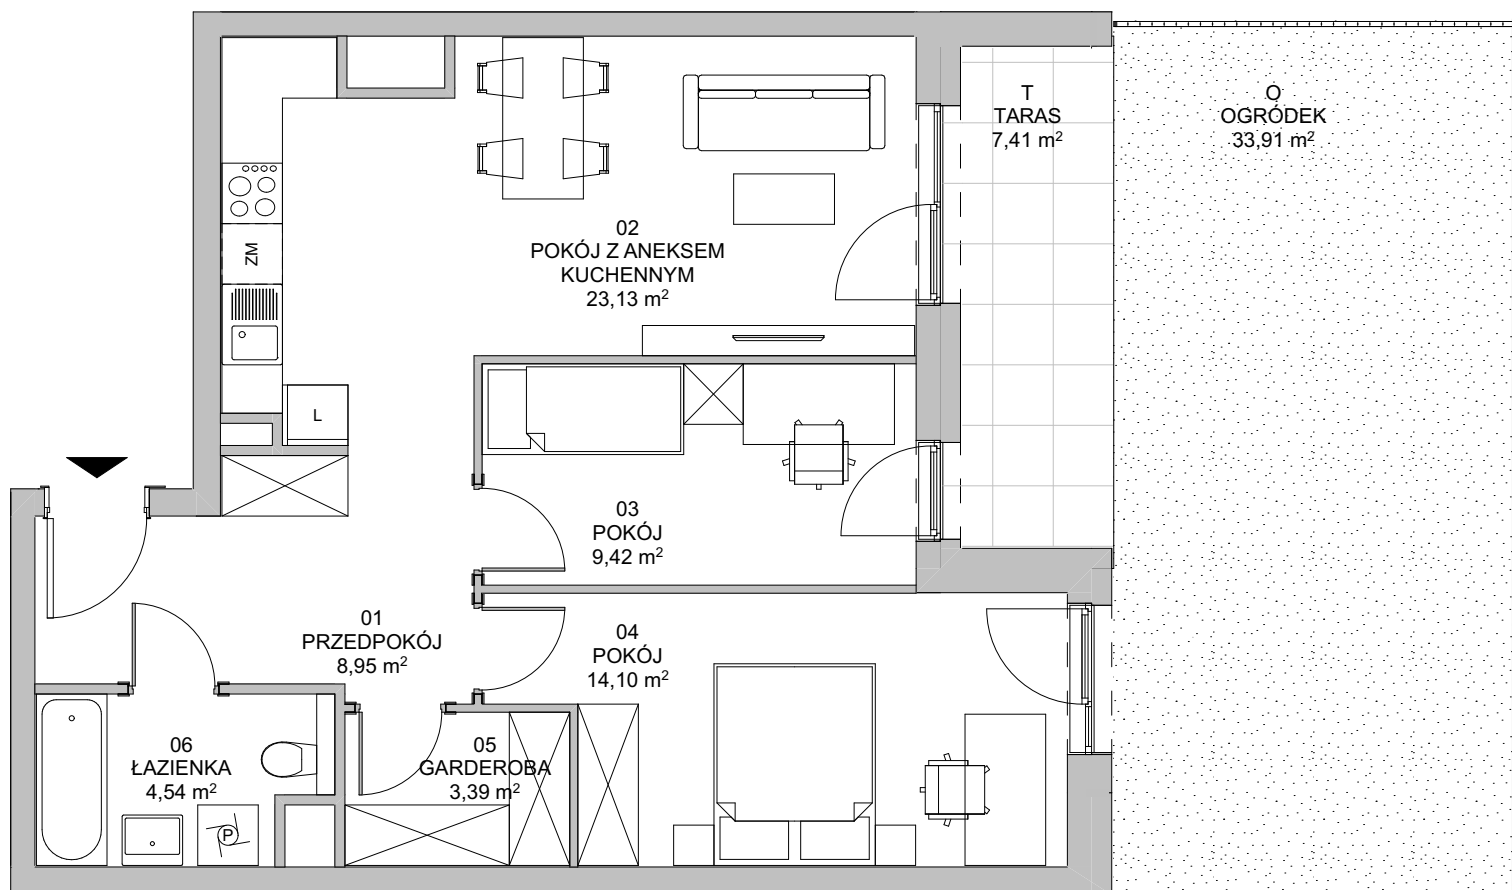 T
TARAS
7,41 m²
O
OGRÓDEK
33,91 m²
ZM
02
POKÓJ Z ANEKSEM
KUCHENNYM
23,13 m²
L
03
POKÓJ
9,42 m²
01
PRZEDPOKÓJ
8,95 m²
04
POKÓJ
14,10 m²
06
ŁAZIENKA
4,54 m²
05
GARDEROBA
3,39 m²
P